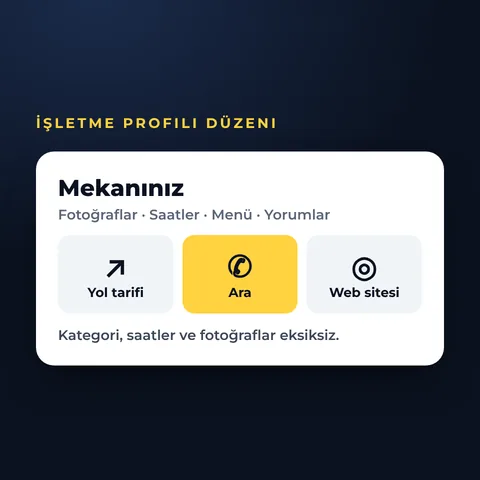 İŞLETME PROFILI DÜZENI
Mekanınız
Fotoğraflar · Saatler · Menü · Yorumlar
Yol tarifi
Ara
Web sitesi
Kategori, saatler ve fotoğraflar eksiksiz.